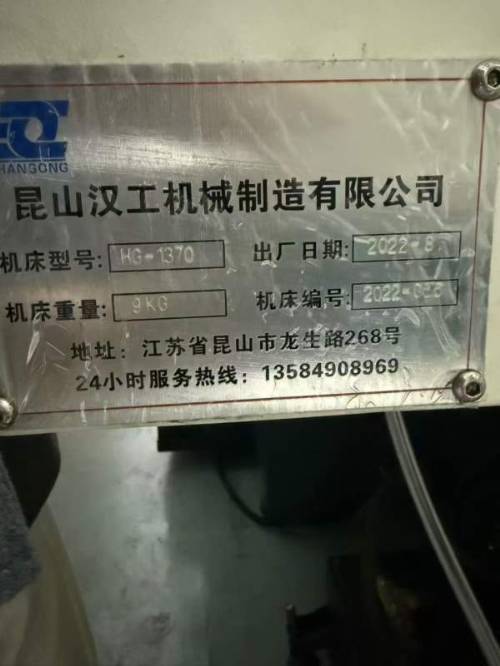 HANGONG
昆山汉工机械制造有限公司
机床型号: HG-1370 出厂日期: 2022-8
机床重量: 9KG 机床编号:
地址: 江苏省昆山市龙生路268号
24小时服务热线: 13584908969